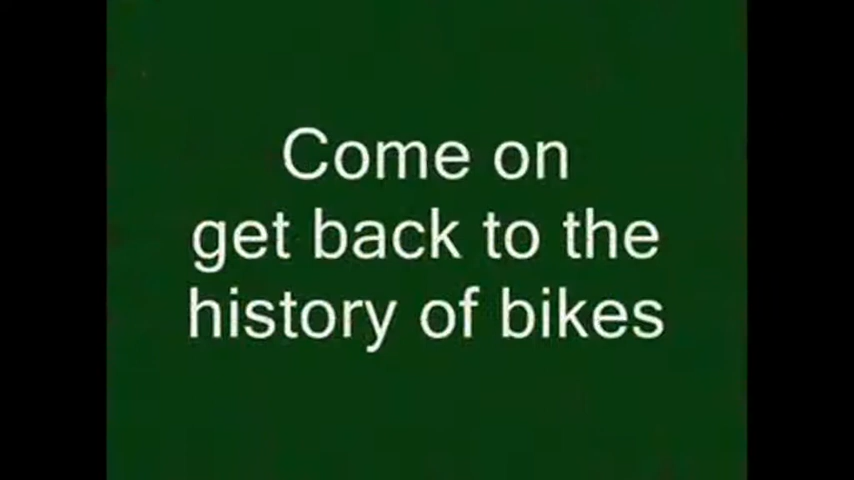 Come on
get back to the
history of bikes